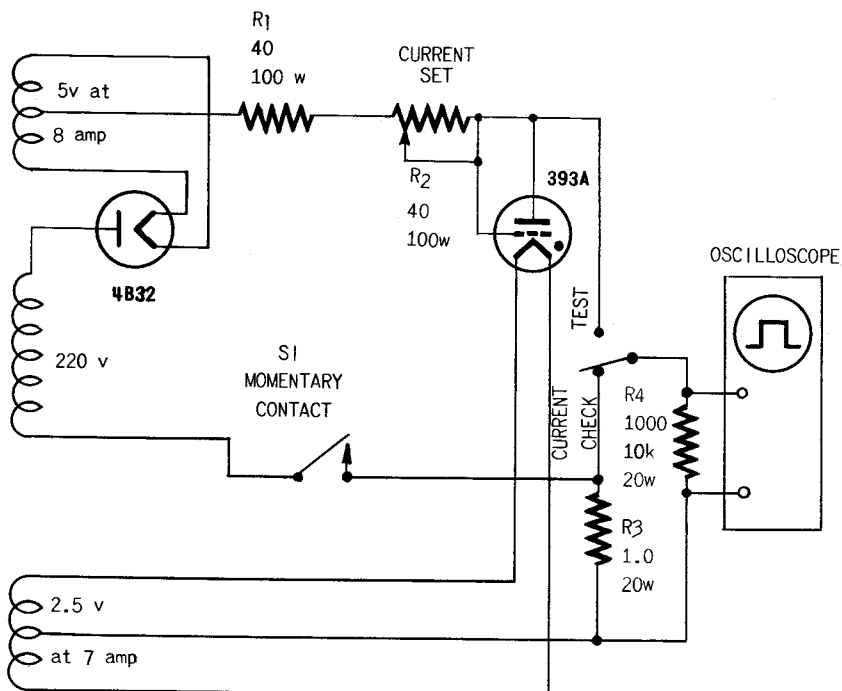 R1
40
100 w
CURRENT
SET
5v at
8 amp
R2
40
100w
393A
4B32
OSCILLOSCOPE
TEST
220 v
S1
MOMENTARY
CONTACT
CURRENT
CHECK
R4
1000
10k
20w
R3
1.0
20w
2.5 v
at 7 amp